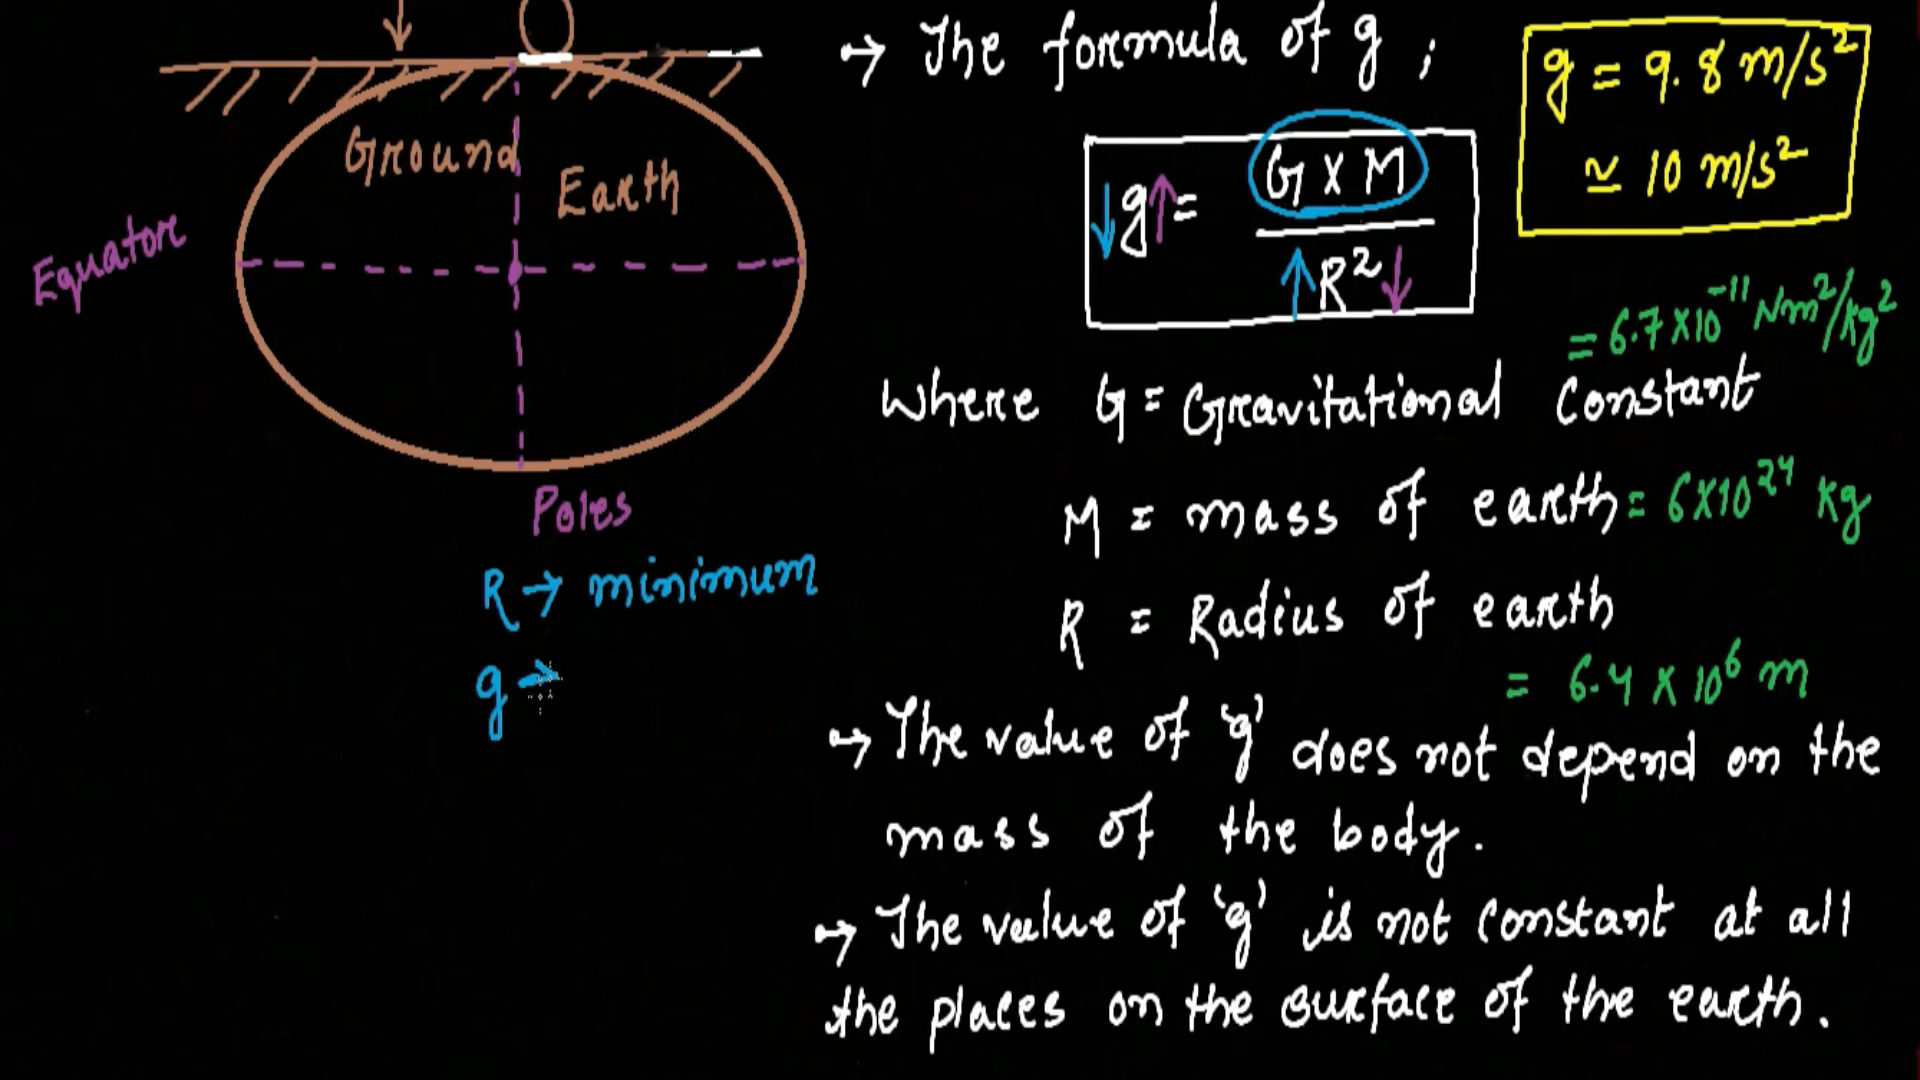 Ground
Earth
Equator
Poles
R → minimum
g →
→ The formula of g ;
g = 9.8 m/s²
≃ 10 m/s²
↓g↑ = G X M
↑R²↓
= 6.7 X 10⁻¹¹ Nm²/kg²
Where G = Gravitational Constant
M = mass of earth = 6X10²⁴ kg
R = Radius of earth
= 6.4 X 10⁶ m
→ The value of 'g' does not depend on the
mass of the body.
→ The value of 'g' is not constant at all
the places on the surface of the earth.